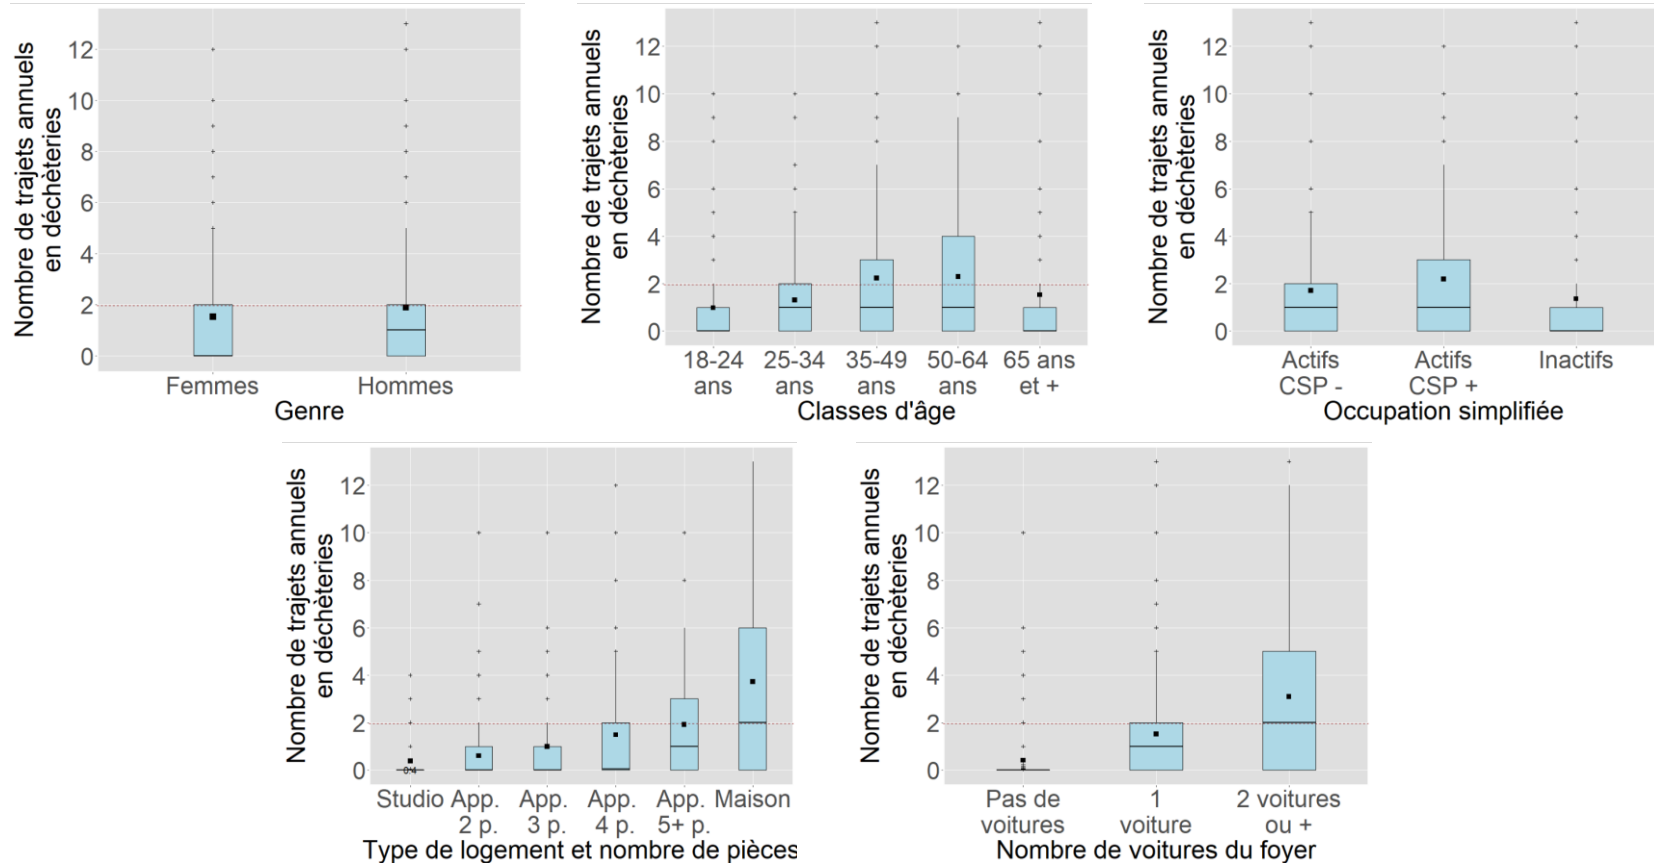 Nombre de trajets annuels
en déchèteries
12
10
8
6
4
2
0
Femmes
Hommes
Genre
Nombre de trajets annuels
en déchèteries
12
10
8
6
4
2
0
18-24
ans
25-34
ans
35-49
ans
50-64
ans
65 ans
et +
Classes d'âge
Nombre de trajets annuels
en déchèteries
12
10
8
6
4
2
0
Actifs
CSP -
Actifs
CSP +
Inactifs
Occupation simplifiée
Nombre de trajets annuels
en déchèteries
12
10
8
6
4
2
0
Studio
App.
2 p.
App.
3 p.
App.
4 p.
App.
5+ p.
Maison
Type de logement et nombre de pièces
Nombre de trajets annuels
en déchèteries
12
10
8
6
4
2
0
Pas de
voitures
1
voiture
2 voitures
ou +
Nombre de voitures du foyer